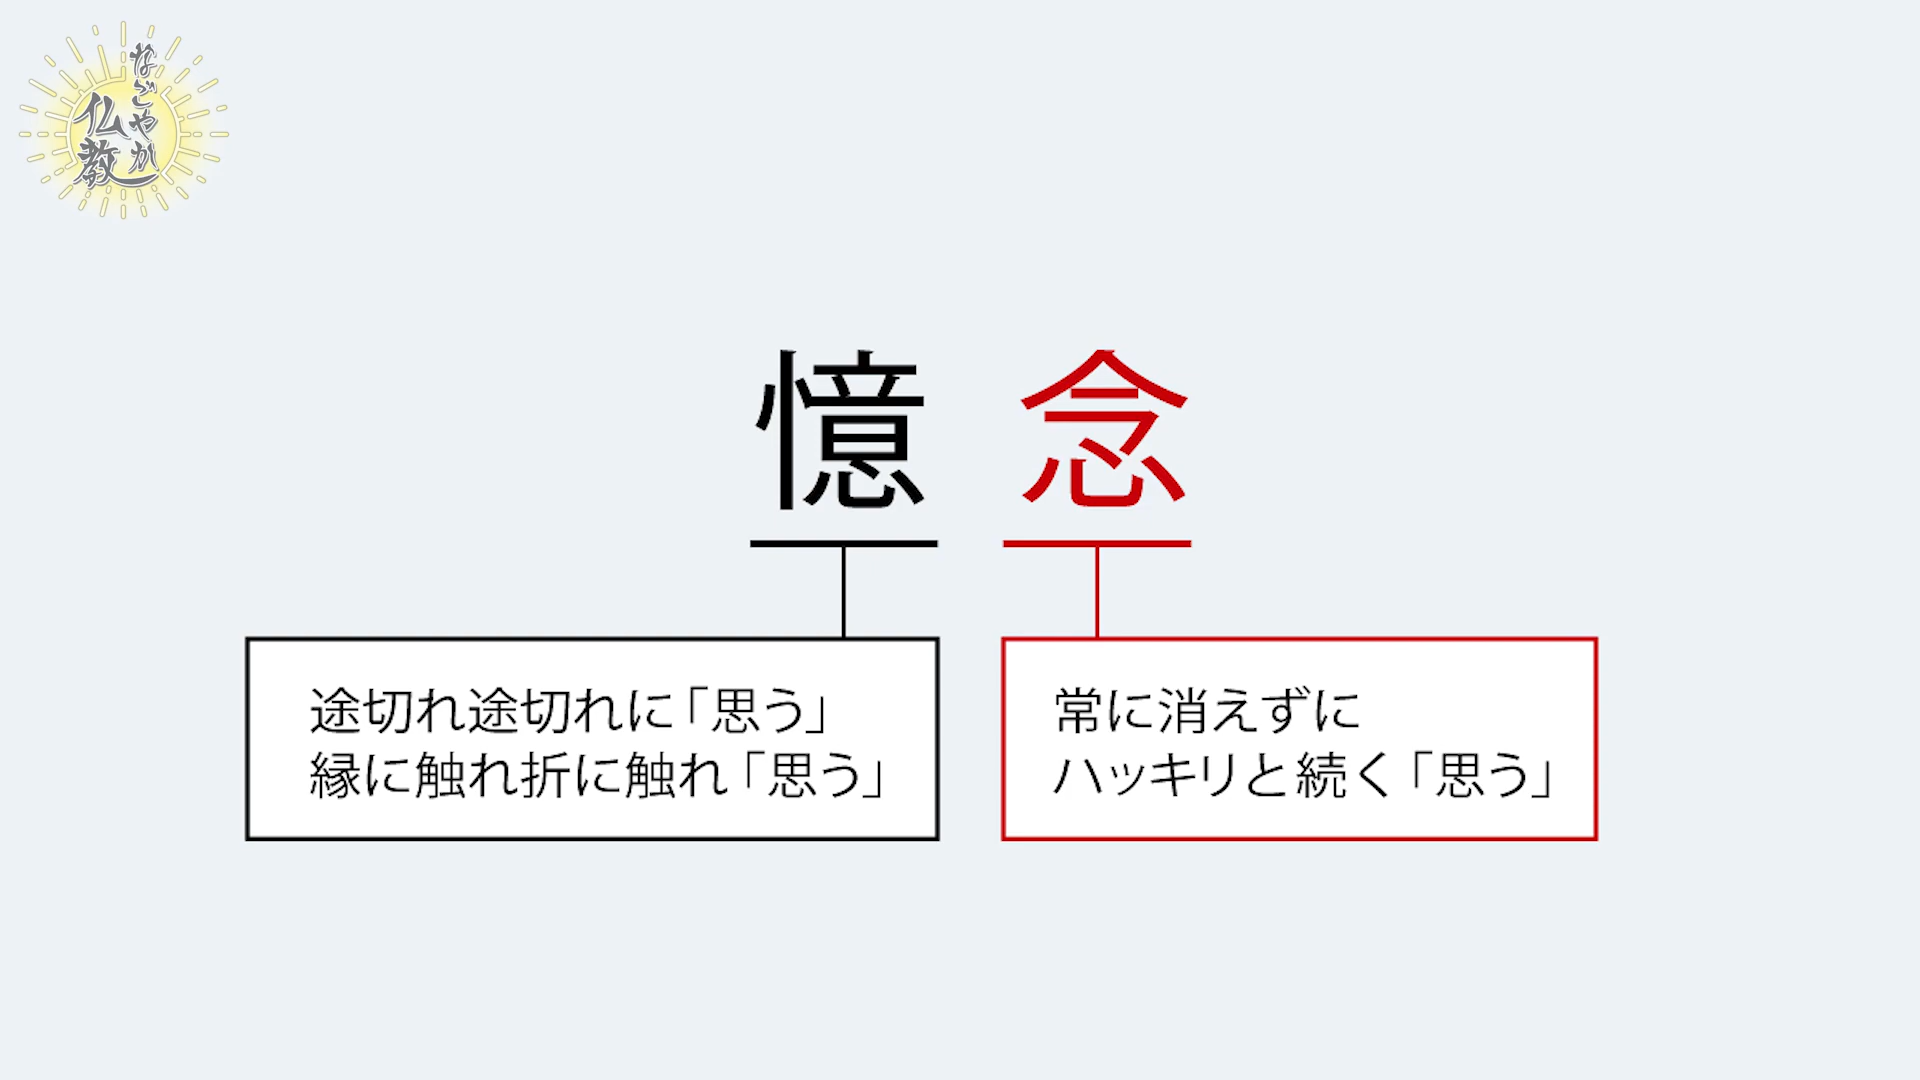 なごやか
仏教
憶念
途切れ途切れに「思う」
縁に触れ折に触れ「思う」
常に消えずに
ハッキリと続く「思う」